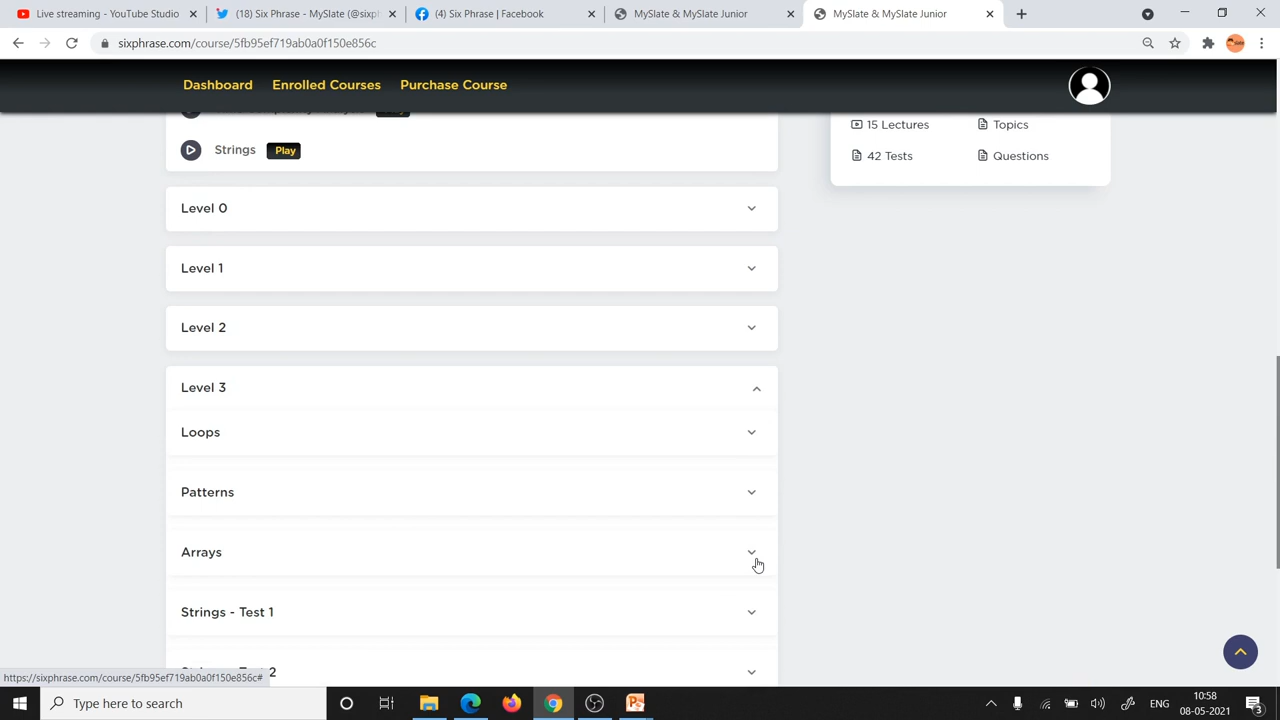 Live streaming - YouTube Studio
(18) Six Phrase - MySlate (@sixp
(4) Six Phrase | Facebook
MySlate & MySlate Junior
MySlate & MySlate Junior
sixphrase.com/course/5fb95ef719ab0a0f150e856c
Dashboard Enrolled Courses Purchase Course
15 Lectures Topics
42 Tests Questions
Strings Play
Level 0
Level 1
Level 2
Level 3
Loops
Patterns
Arrays
Strings - Test 1
2
https://sixphrase.com/course/5fb95ef719ab0a0f150e856c#
Type here to search
ENG
10:58
08-05-2021
3